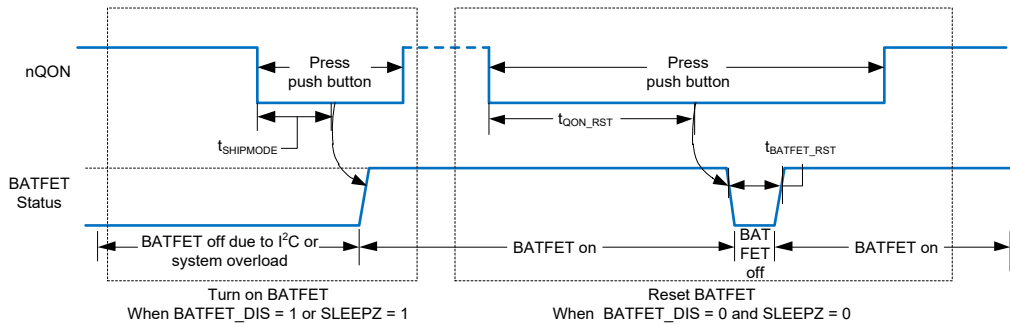 nQON
Press
push button
Press
push button
tSHIPMODE
tQON_RST
tBATFET_RST
BATFET
Status
BATFET off due to I²C or
system overload
BATFET on
BAT
FET
off
BATFET on
Turn on BATFET
When BATFET_DIS = 1 or SLEEPZ = 1
Reset BATFET
When BATFET_DIS = 0 and SLEEPZ = 0